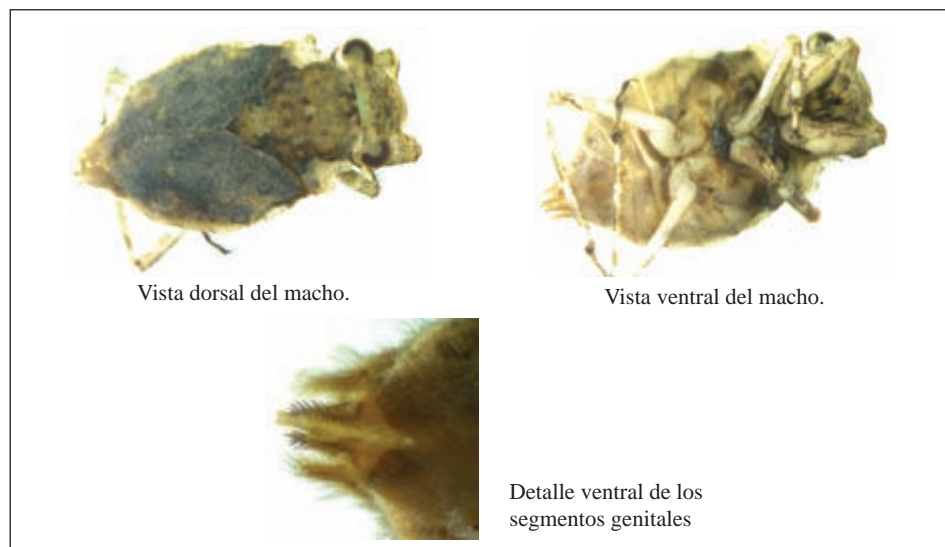 Vista dorsal del macho.
Vista ventral del macho.
Detalle ventral de los
segmentos genitales